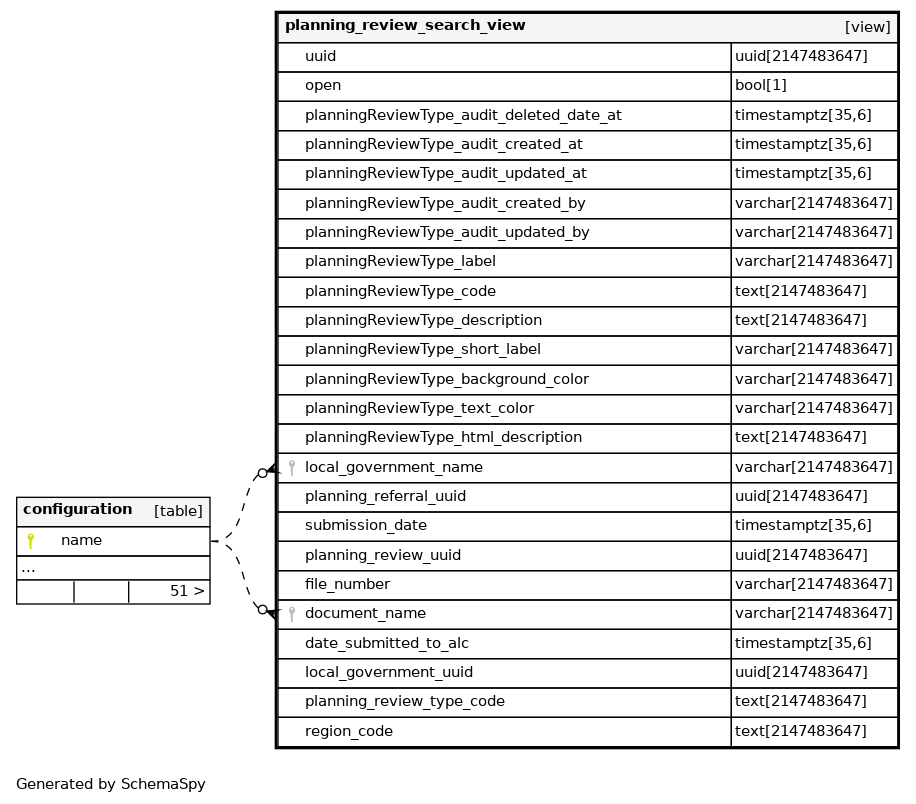 planning_review_search_view [view]
uuid uuid[2147483647]
open bool[1]
planningReviewType_audit_deleted_date_at timestamptz[35,6]
planningReviewType_audit_created_at timestamptz[35,6]
planningReviewType_audit_updated_at timestamptz[35,6]
planningReviewType_audit_created_by varchar[2147483647]
planningReviewType_audit_updated_by varchar[2147483647]
planningReviewType_label varchar[2147483647]
planningReviewType_code text[2147483647]
planningReviewType_description text[2147483647]
planningReviewType_short_label varchar[2147483647]
planningReviewType_background_color varchar[2147483647]
planningReviewType_text_color varchar[2147483647]
planningReviewType_html_description text[2147483647]
local_government_name varchar[2147483647]
planning_referral_uuid uuid[2147483647]
submission_date timestamptz[35,6]
planning_review_uuid uuid[2147483647]
file_number varchar[2147483647]
document_name varchar[2147483647]
date_submitted_to_alc timestamptz[35,6]
local_government_uuid uuid[2147483647]
planning_review_type_code text[2147483647]
region_code text[2147483647]
configuration [table]
name
...
51 >
Generated by SchemaSpy